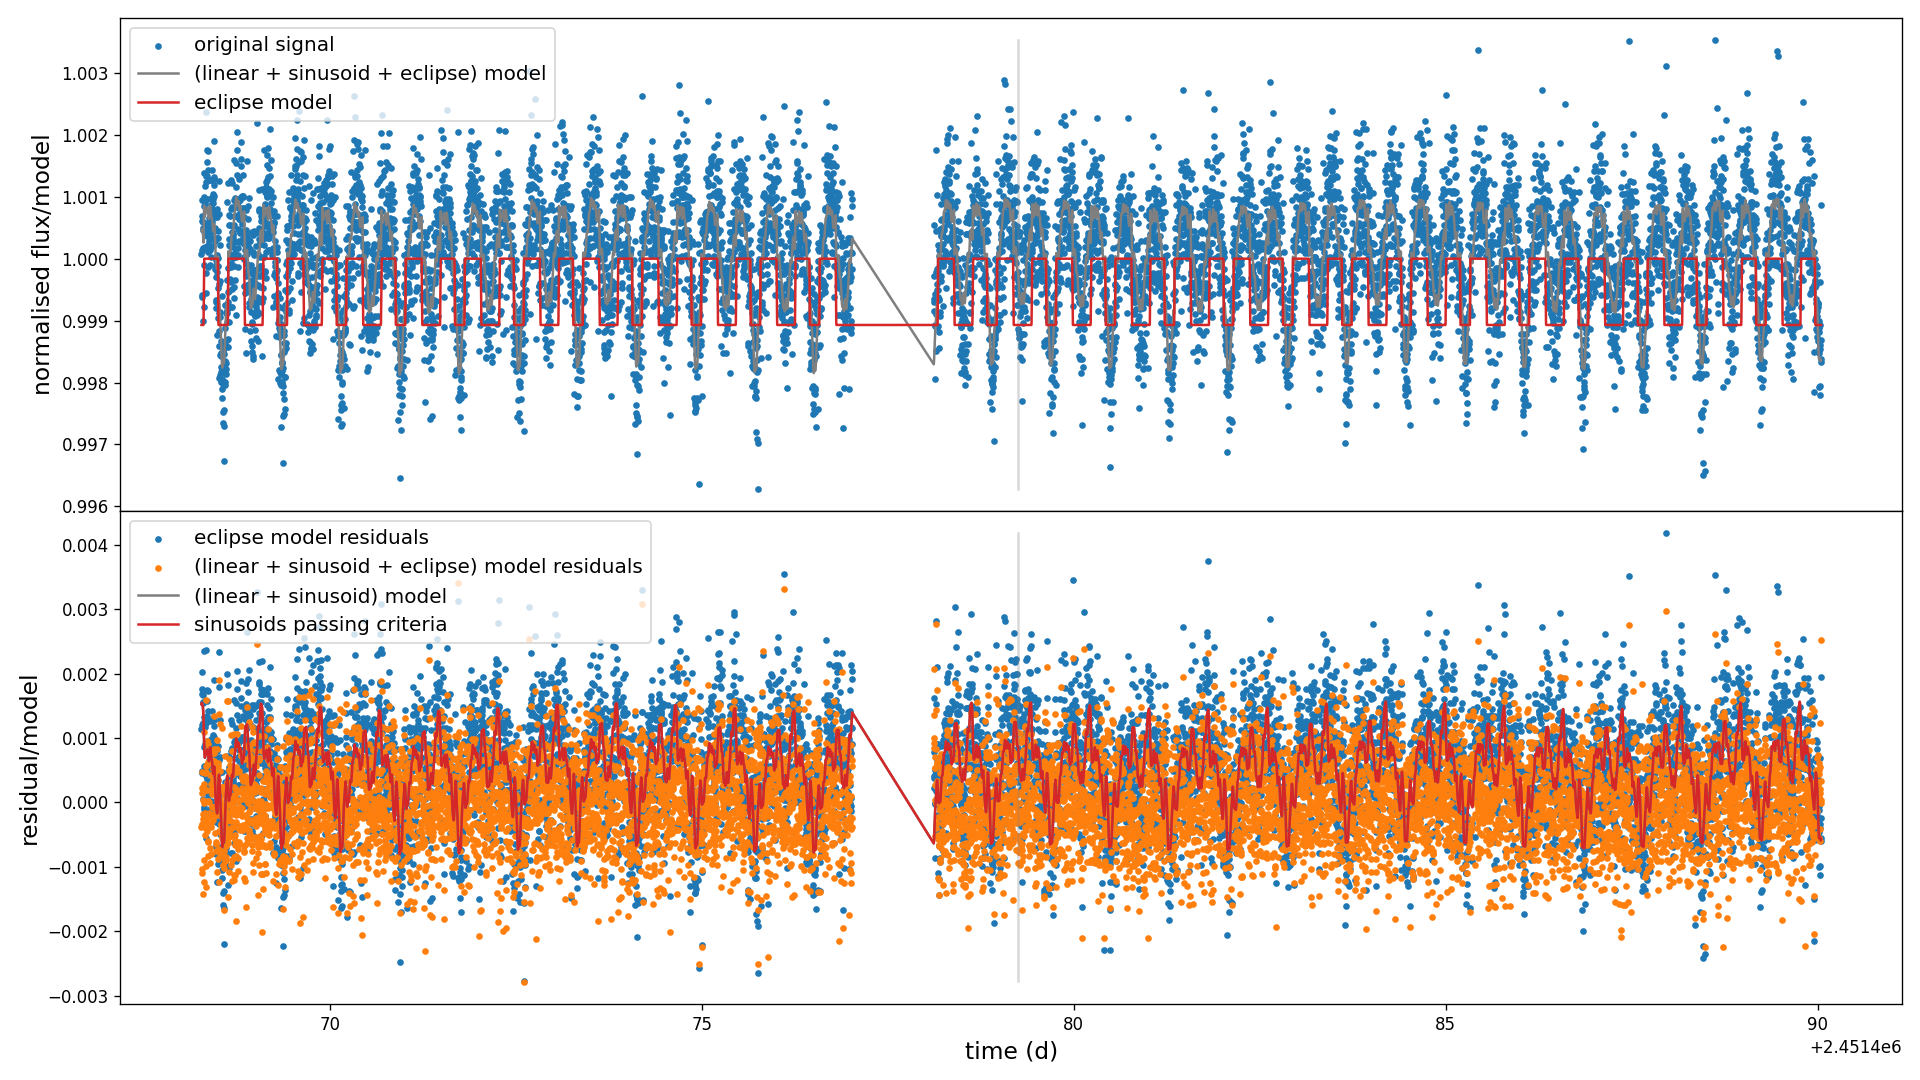 original signal
(linear + sinusoid + eclipse) model
eclipse model
normalised flux/model
1.003
1.002
1.001
1.000
0.999
0.998
0.997
0.996
eclipse model residuals
(linear + sinusoid + eclipse) model residuals
(linear + sinusoid) model
sinusoids passing criteria
residual/model
0.004
0.003
0.002
0.001
0.000
−0.001
−0.002
−0.003
70
75
80
85
90
time (d)
+2.4514e6